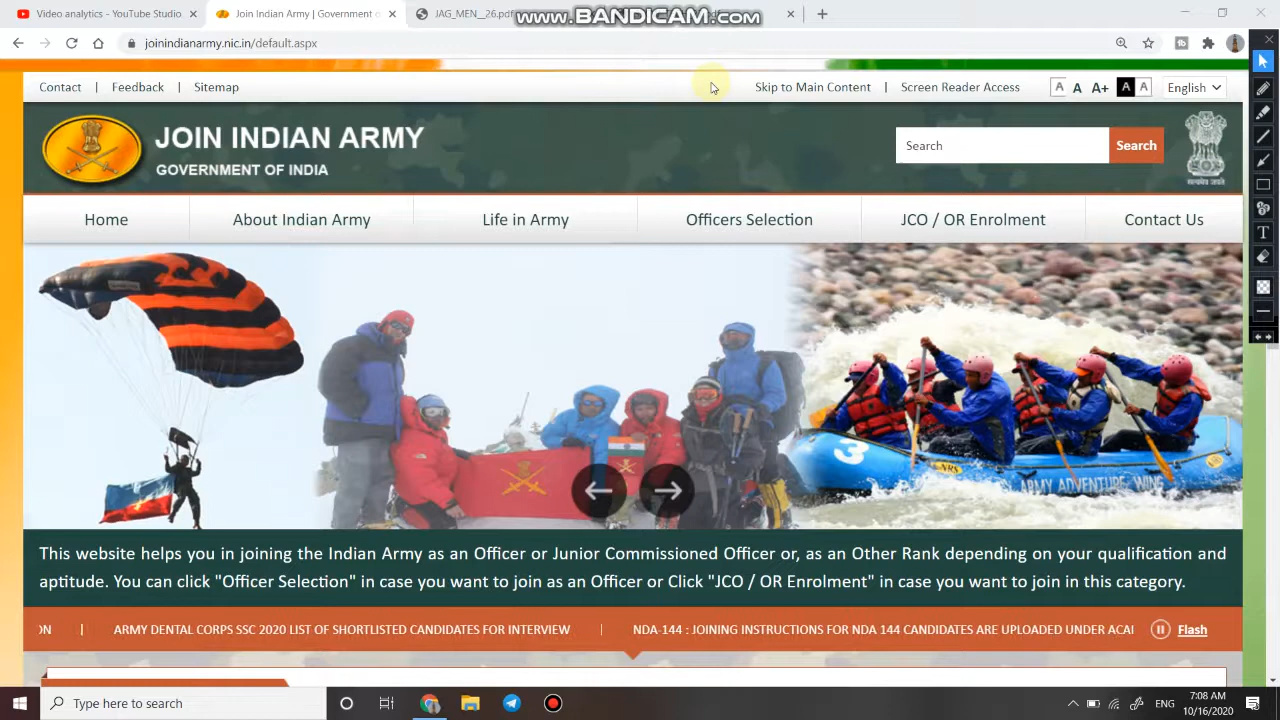 Video analytics - YouTube Studio
Join Indian Army | Government o
JAG_MEN__26.pdf
www.BANDICAM.com
joinindianarmy.nic.in/default.aspx
Contact | Feedback | Sitemap
Skip to Main Content | Screen Reader Access
A A A+ A A
English
JOIN INDIAN ARMY
GOVERNMENT OF INDIA
Search
Search
Home
About Indian Army
Life in Army
Officers Selection
JCO / OR Enrolment
Contact Us
3
NRS
ARMY ADVENTURE WING
This website helps you in joining the Indian Army as an Officer or Junior Commissioned Officer or, as an Other Rank depending on your qualification and
aptitude. You can click "Officer Selection" in case you want to join as an Officer or Click "JCO / OR Enrolment" in case you want to join in this category.
ON | ARMY DENTAL CORPS SSC 2020 LIST OF SHORTLISTED CANDIDATES FOR INTERVIEW | NDA-144 : JOINING INSTRUCTIONS FOR NDA 144 CANDIDATES ARE UPLOADED UNDER ACAI
Flash
Type here to search
ENG
7:08 AM
10/16/2020